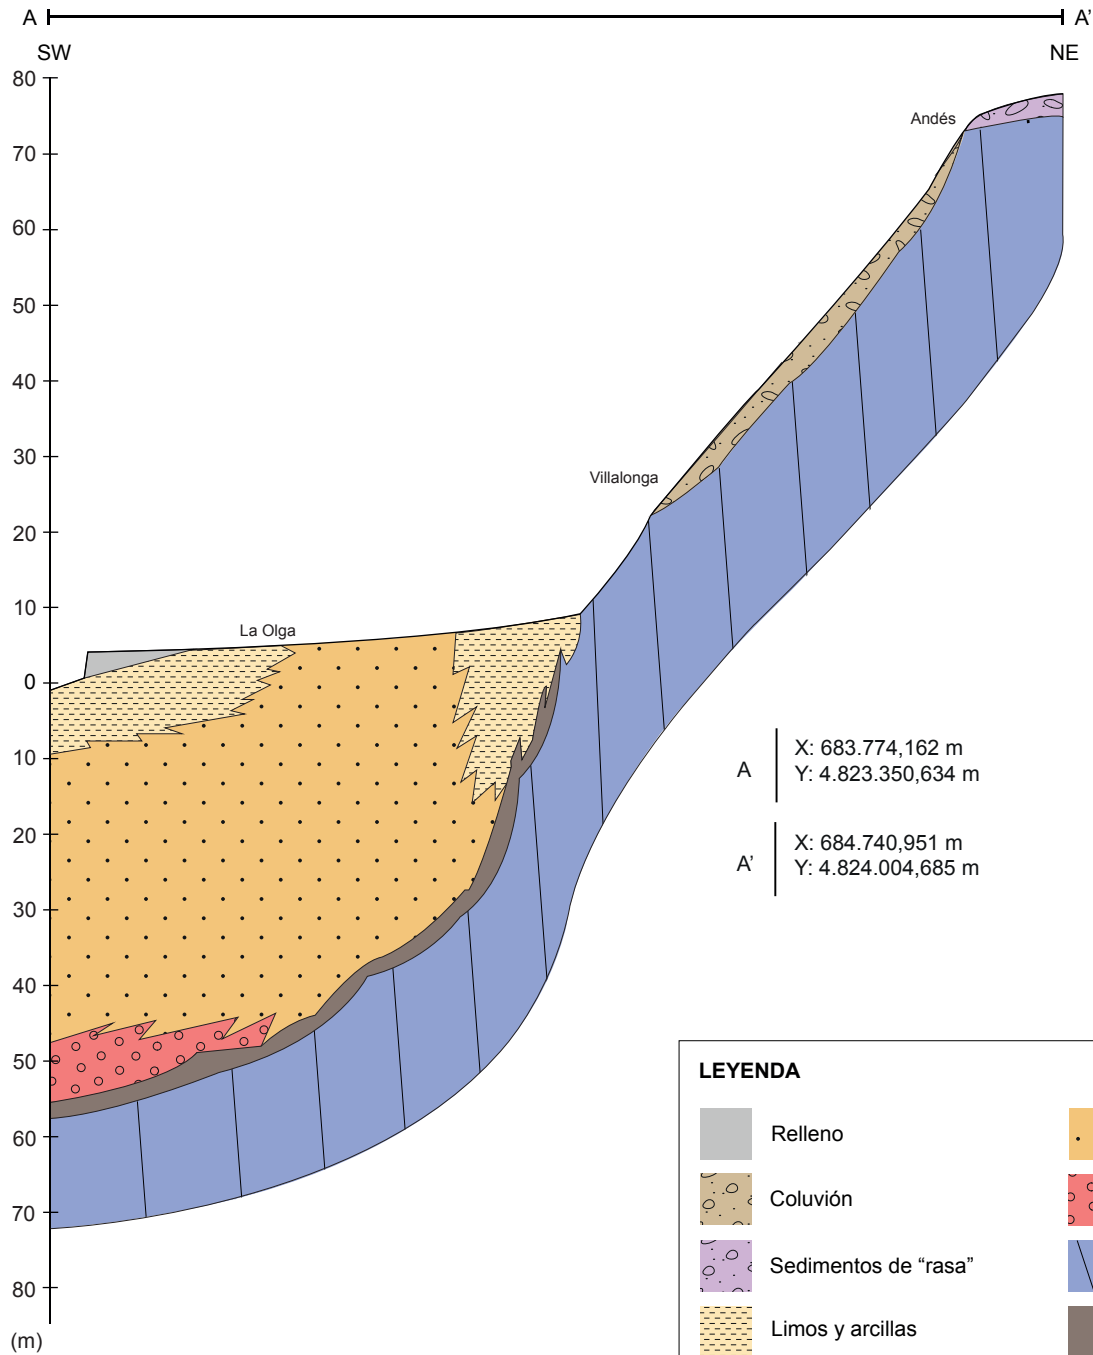 A A'
SW NE
80
70
60
50
40
30
20
10
0
10
20
30
40
50
60
70
80
(m)
Andés
Villalonga
La Olga
A
X: 683.774,162 m
Y: 4.823.350,634 m
A'
X: 684.740,951 m
Y: 4.824.004,685 m
LEYENDA
Relleno
Coluvión
Sedimentos de “rasa”
Limos y arcillas